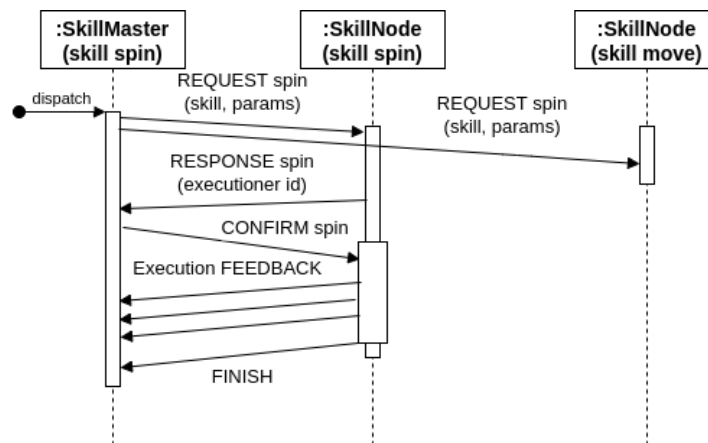 :SkillMaster
(skill spin)
:SkillNode
(skill spin)
:SkillNode
(skill move)
dispatch
REQUEST spin
(skill, params)
REQUEST spin
(skill, params)
RESPONSE spin
(executioner id)
CONFIRM spin
Execution FEEDBACK
FINISH